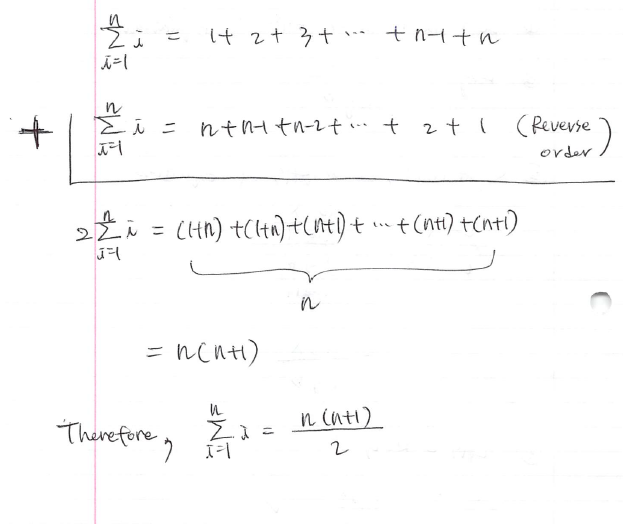 n∑i=1 i = 1 + 2 + 3 + ... + n-1 + n
+ n∑i=1 i = n + n-1 + n-2 + ... + 2 + 1 (Reverse order)
2 n∑i=1 i = (1+n) + (1+n) + (n+1) + ... + (n+1) + (n+1)
n
= n(n+1)
Therefore, n∑i=1 i = n(n+1)/2